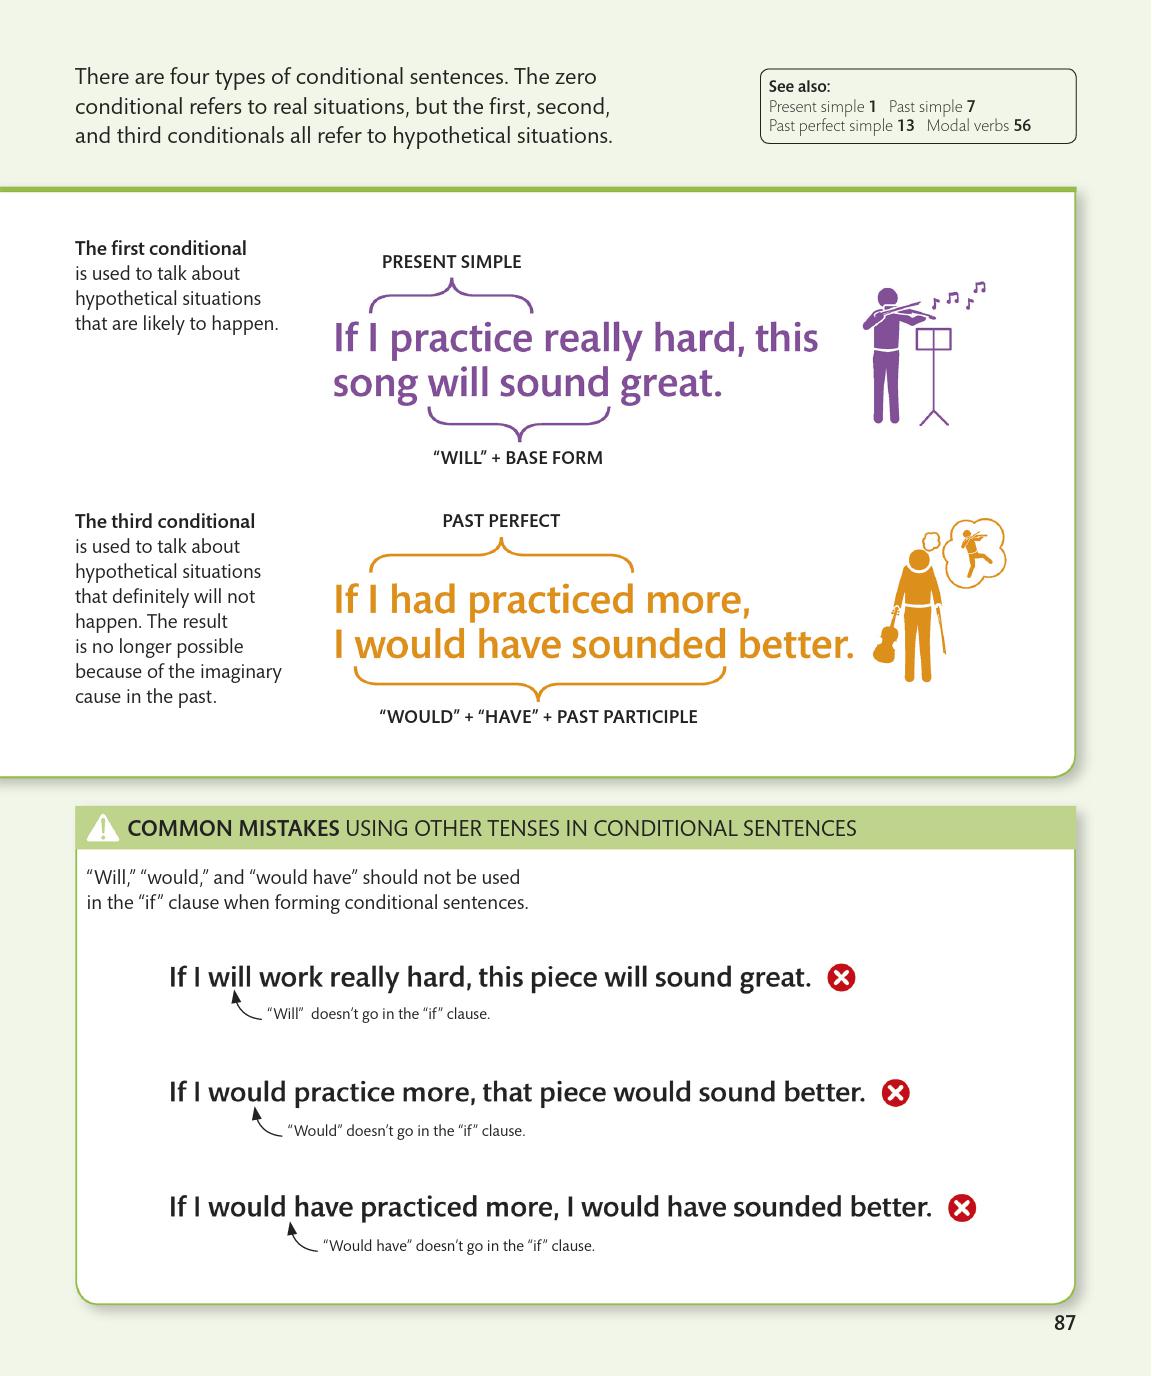 There are four types of conditional sentences. The zero
conditional refers to real situations, but the first, second,
and third conditionals all refer to hypothetical situations.
See also:
Present simple 1 Past simple 7
Past perfect simple 13 Modal verbs 56
The first conditional
is used to talk about
hypothetical situations
that are likely to happen.
PRESENT SIMPLE
If I practice really hard, this
song will sound great.
“WILL” + BASE FORM
The third conditional
is used to talk about
hypothetical situations
that definitely will not
happen. The result
is no longer possible
because of the imaginary
cause in the past.
PAST PERFECT
If I had practiced more,
I would have sounded better.
“WOULD” + “HAVE” + PAST PARTICIPLE
COMMON MISTAKES USING OTHER TENSES IN CONDITIONAL SENTENCES
“Will,” “would,” and “would have” should not be used
in the “if” clause when forming conditional sentences.
If I will work really hard, this piece will sound great.
“Will” doesn’t go in the “if” clause.
If I would practice more, that piece would sound better.
“Would” doesn’t go in the “if” clause.
If I would have practiced more, I would have sounded better.
“Would have” doesn’t go in the “if” clause.
87